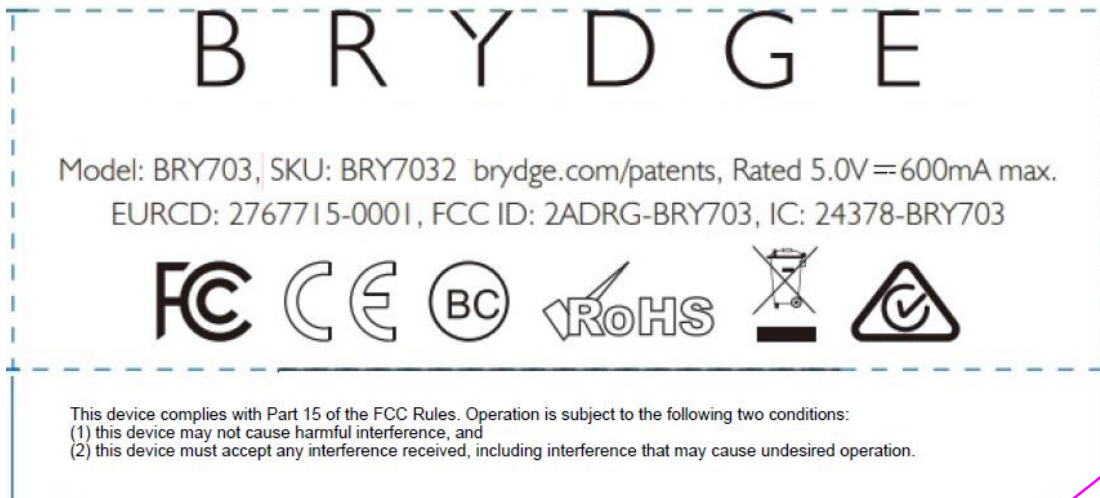 BRYDGE
Model: BRY703, SKU: BRY7032 brydge.com/patents, Rated 5.0V⎓600mA max.
EURCD: 2767715-0001, FCC ID: 2ADRG-BRY703, IC: 24378-BRY703
FC CE BC RoHS
This device complies with Part 15 of the FCC Rules. Operation is subject to the following two conditions:
(1) this device may not cause harmful interference, and
(2) this device must accept any interference received, including interference that may cause undesired operation.